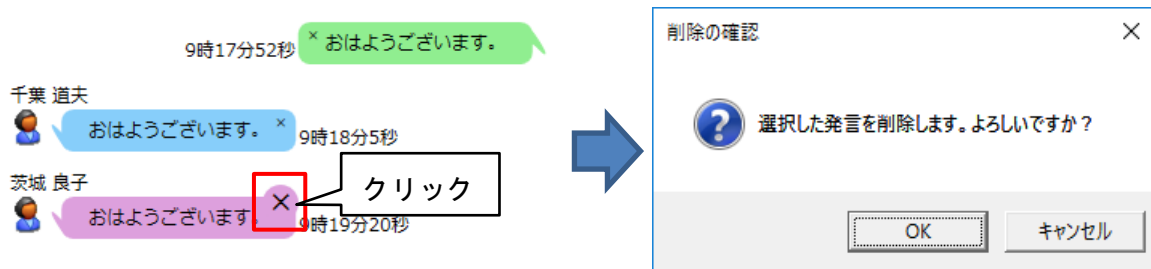 9時17分52秒 × おはようございます。
千葉 道夫
おはようございます。 × 9時18分5秒
茨城 良子
おはようございます。 × 9時19分20秒
クリック
削除の確認 ×
選択した発言を削除します。よろしいですか？
OK キャンセル